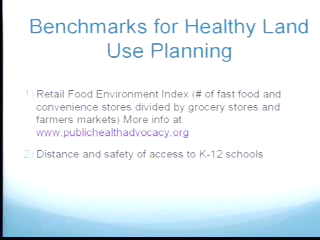 Benchmarks for Healthy Land
Use Planning
1) Retail Food Environment Index (# of fast food and
convenience stores divided by grocery stores and
farmers markets) More info at
www.publichealthadvocacy.org
2) Distance and safety of access to K-12 schools